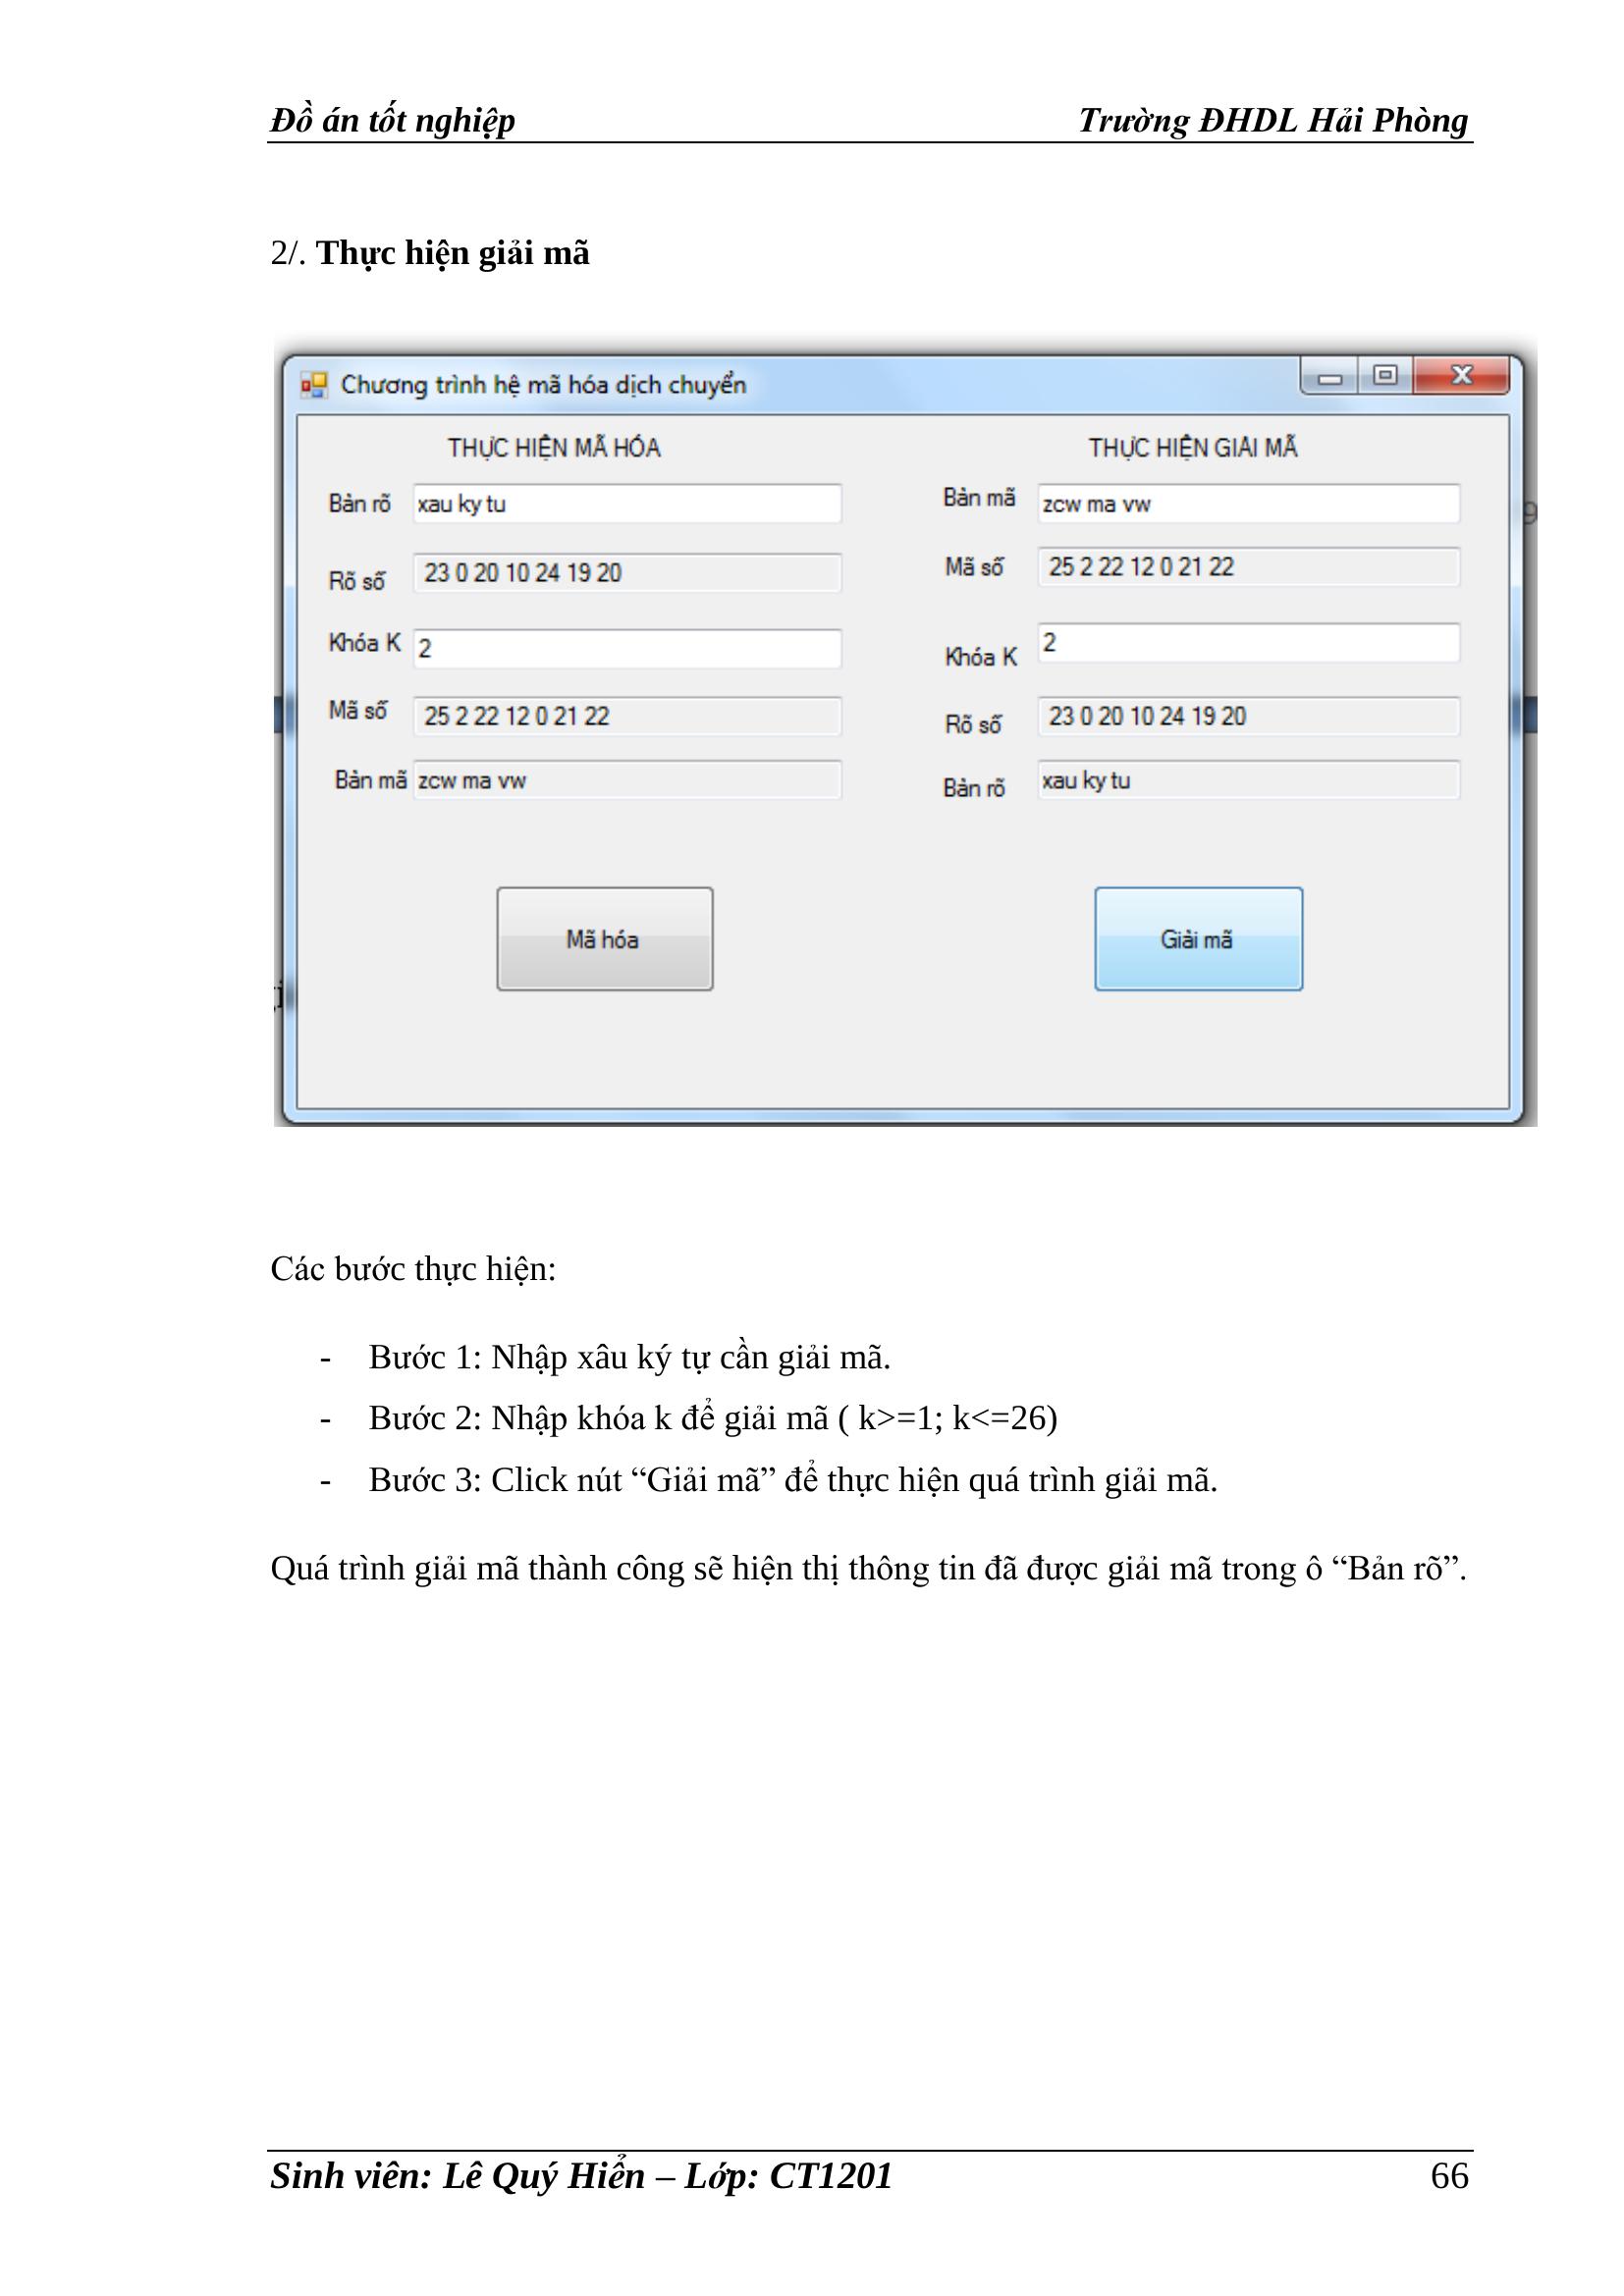 Đồ án tốt nghiệp Trường ĐHDL Hải Phòng
2/. Thực hiện giải mã
Chương trình hệ mã hóa dịch chuyển
THỰC HIỆN MÃ HÓA
Bản rõ xau ky tu
Rõ số 23 0 20 10 24 19 20
Khóa K 2
Mã số 25 2 22 12 0 21 22
Bản mã zcw ma vw
Mã hóa
THỰC HIỆN GIẢI MÃ
Bản mã zcw ma vw
Mã số 25 2 22 12 0 21 22
Khóa K 2
Rõ số 23 0 20 10 24 19 20
Bản rõ xau ky tu
Giải mã
Các bước thực hiện:
- Bước 1: Nhập xâu ký tự cần giải mã.
- Bước 2: Nhập khóa k để giải mã ( k>=1; k<=26)
- Bước 3: Click nút “Giải mã” để thực hiện quá trình giải mã.
Quá trình giải mã thành công sẽ hiện thị thông tin đã được giải mã trong ô “Bản rõ”.
Sinh viên: Lê Quý Hiển – Lớp: CT1201 66